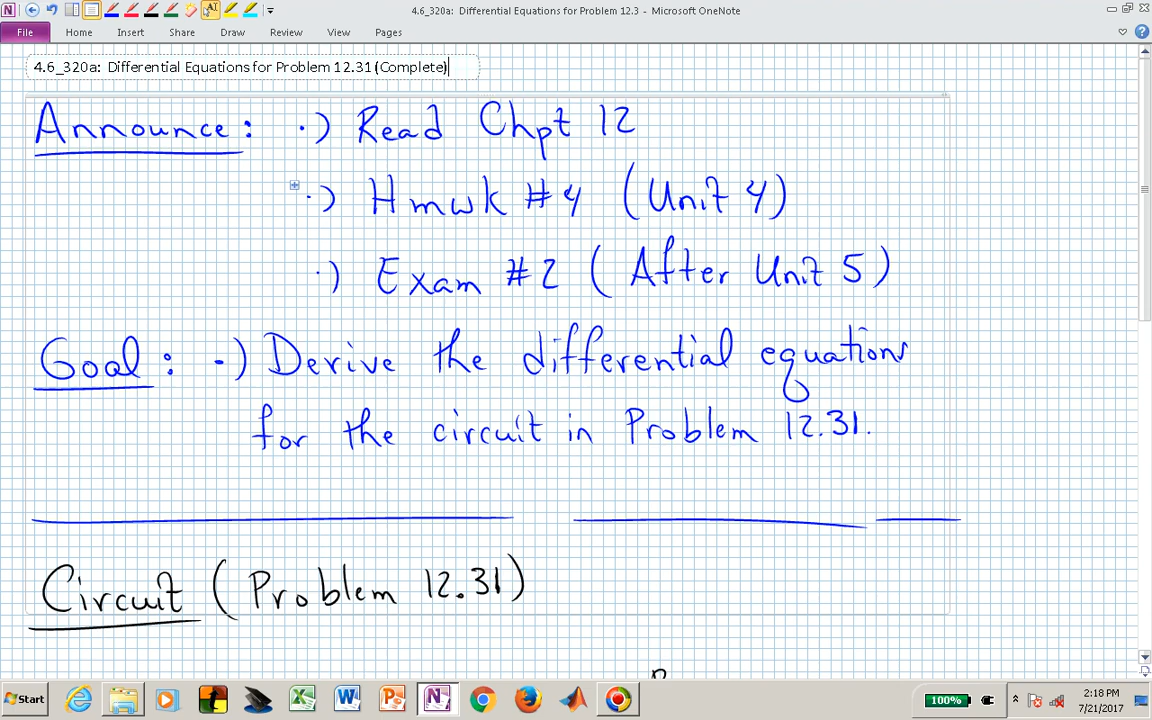 4.6_320a: Differential Equations for Problem 12.3 - Microsoft OneNote
File Home Insert Share Draw Review View Pages
4.6_320a: Differential Equations for Problem 12.31 (Complete)
Announce: ·) Read Chpt 12
·) Hmwk #4 (Unit 4)
·) Exam #2 (After Unit 5)
Goal: ·) Derive the differential equations
for the circuit in Problem 12.31.
Circuit (Problem 12.31)
Start
100%
2:18 PM
7/21/2017